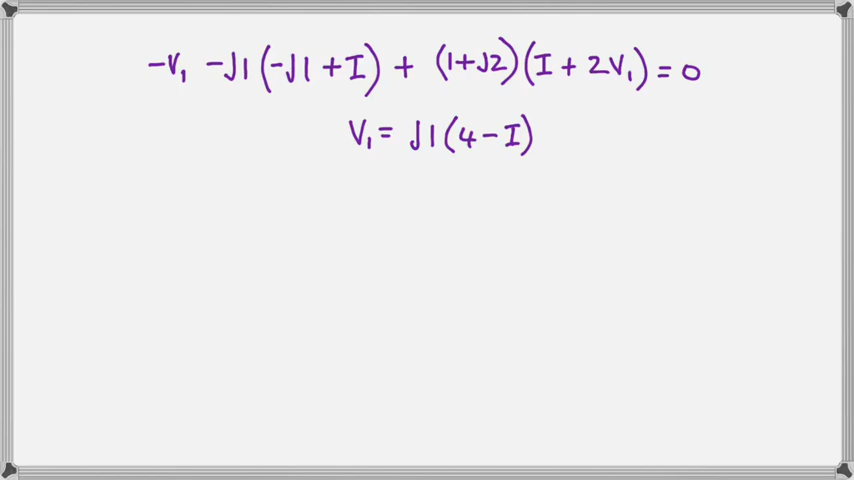 -V₁ -j1(-j1+I) + (1+j2)(I + 2V₁) = 0
V₁ = j1(4-I)